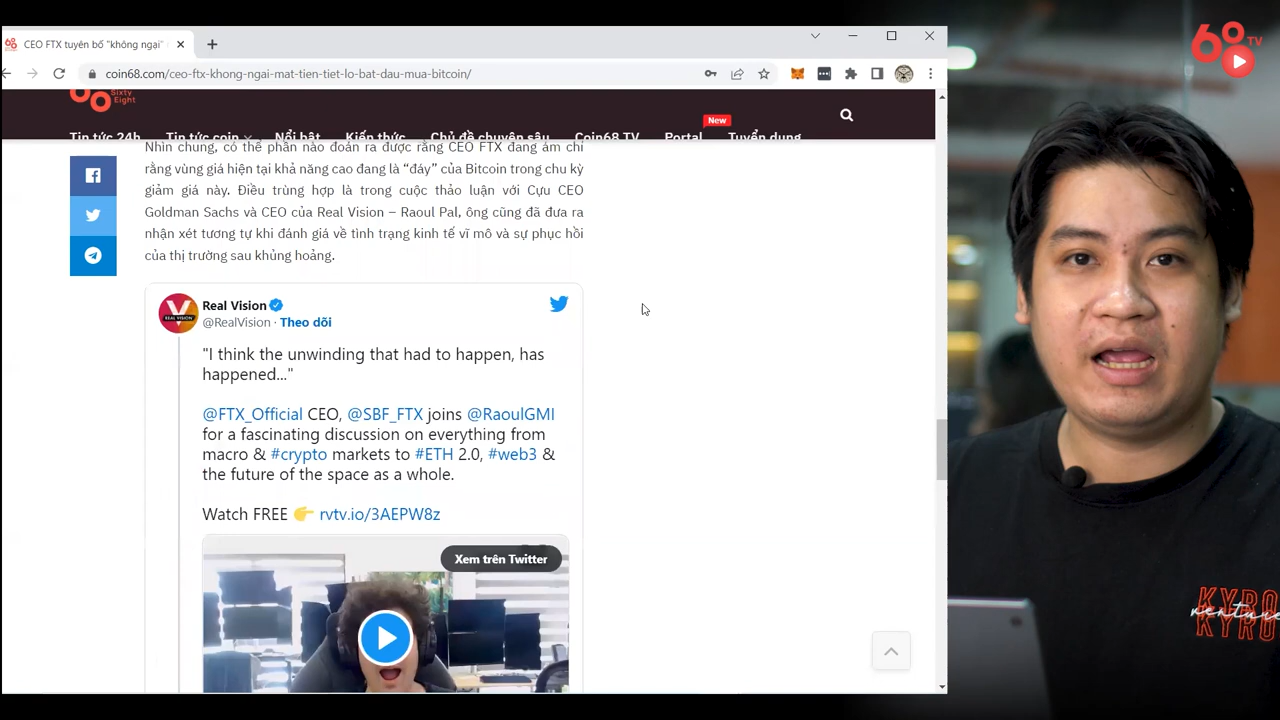 CEO FTX tuyên bố "không ngại"
coin68.com/ceo-ftx-khong-ngai-mat-tien-tiet-lo-bat-dau-mua-bitcoin/
68 TV
Sixty
Eight
New
Tin tức 24h Tin tức coin Nổi bật Kiến thức Chủ đề chuyên sâu Coin68 TV Portal Tuyển dụng
Nhìn chung, có thể phần nào đoán ra được rằng CEO FTX đang ám chỉ
rằng vùng giá hiện tại khả năng cao đang là “đáy” của Bitcoin trong chu kỳ
giảm giá này. Điều trùng hợp là trong cuộc thảo luận với Cựu CEO
Goldman Sachs và CEO của Real Vision – Raoul Pal, ông cũng đã đưa ra
nhận xét tương tự khi đánh giá về tình trạng kinh tế vĩ mô và sự phục hồi
của thị trường sau khủng hoảng.
REAL VISION
Real Vision
@RealVision · Theo dõi
"I think the unwinding that had to happen, has
happened..."
@FTX_Official CEO, @SBF_FTX joins @RaoulGMI
for a fascinating discussion on everything from
macro & #crypto markets to #ETH 2.0, #web3 &
the future of the space as a whole.
Watch FREE 👉 rvtv.io/3AEPW8z
Xem trên Twitter
KYRO
venture
KYRO